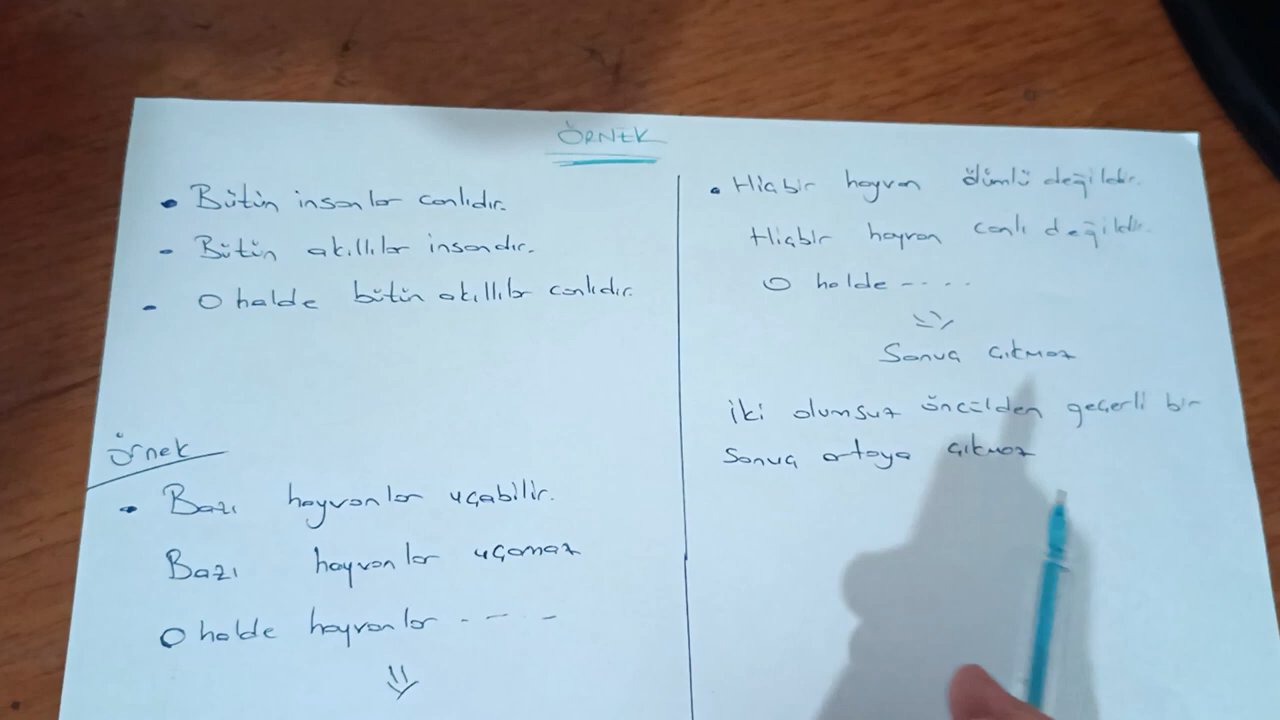 ÖRNEK
• Bütün insanlar canlıdır.
- Bütün akıllılar insandır.
- O halde bütün akıllılar canlıdır.
Örnek
• Bazı hayvanlar uçabilir.
Bazı hayvanlar uçamaz
O halde hayvanlar - - -
• Hiçbir hayvan ölümlü değildir.
Hiçbir hayvan canlı değildir.
O halde - - - -
Sonuç çıkmaz
İki olumsuz öncülden geçerli bir
sonuç ortaya çıkmaz